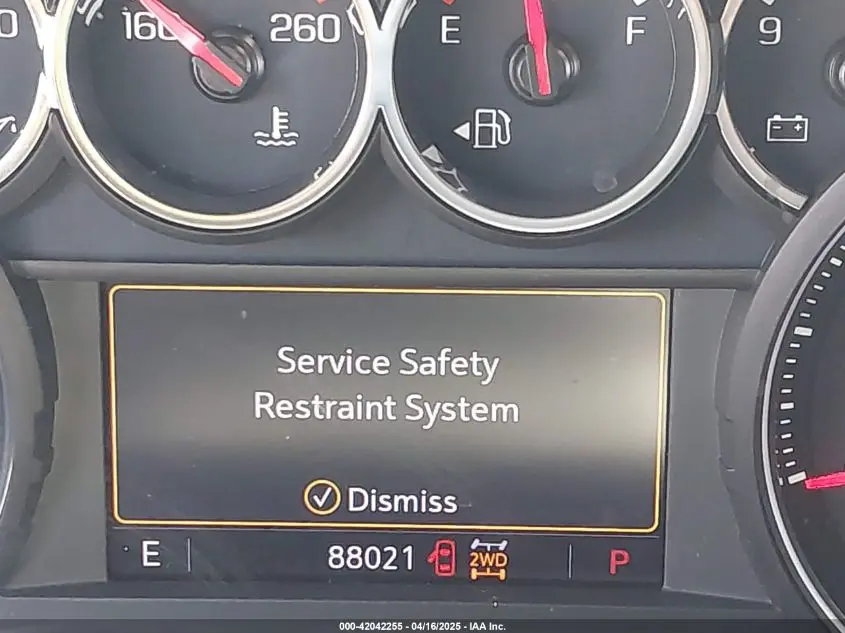 160 260 E F 9
Service Safety
Restraint System
Dismiss
E 88021 2WD P
000-42042255 - 04/16/2025 - IAA Inc.